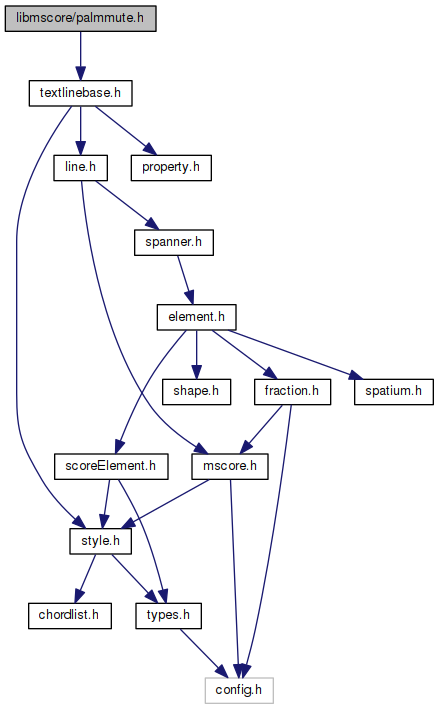 libmscore/palmmute.h
textlinebase.h
line.h
property.h
spanner.h
element.h
shape.h
fraction.h
spatium.h
scoreElement.h
mscore.h
style.h
chordlist.h
types.h
config.h